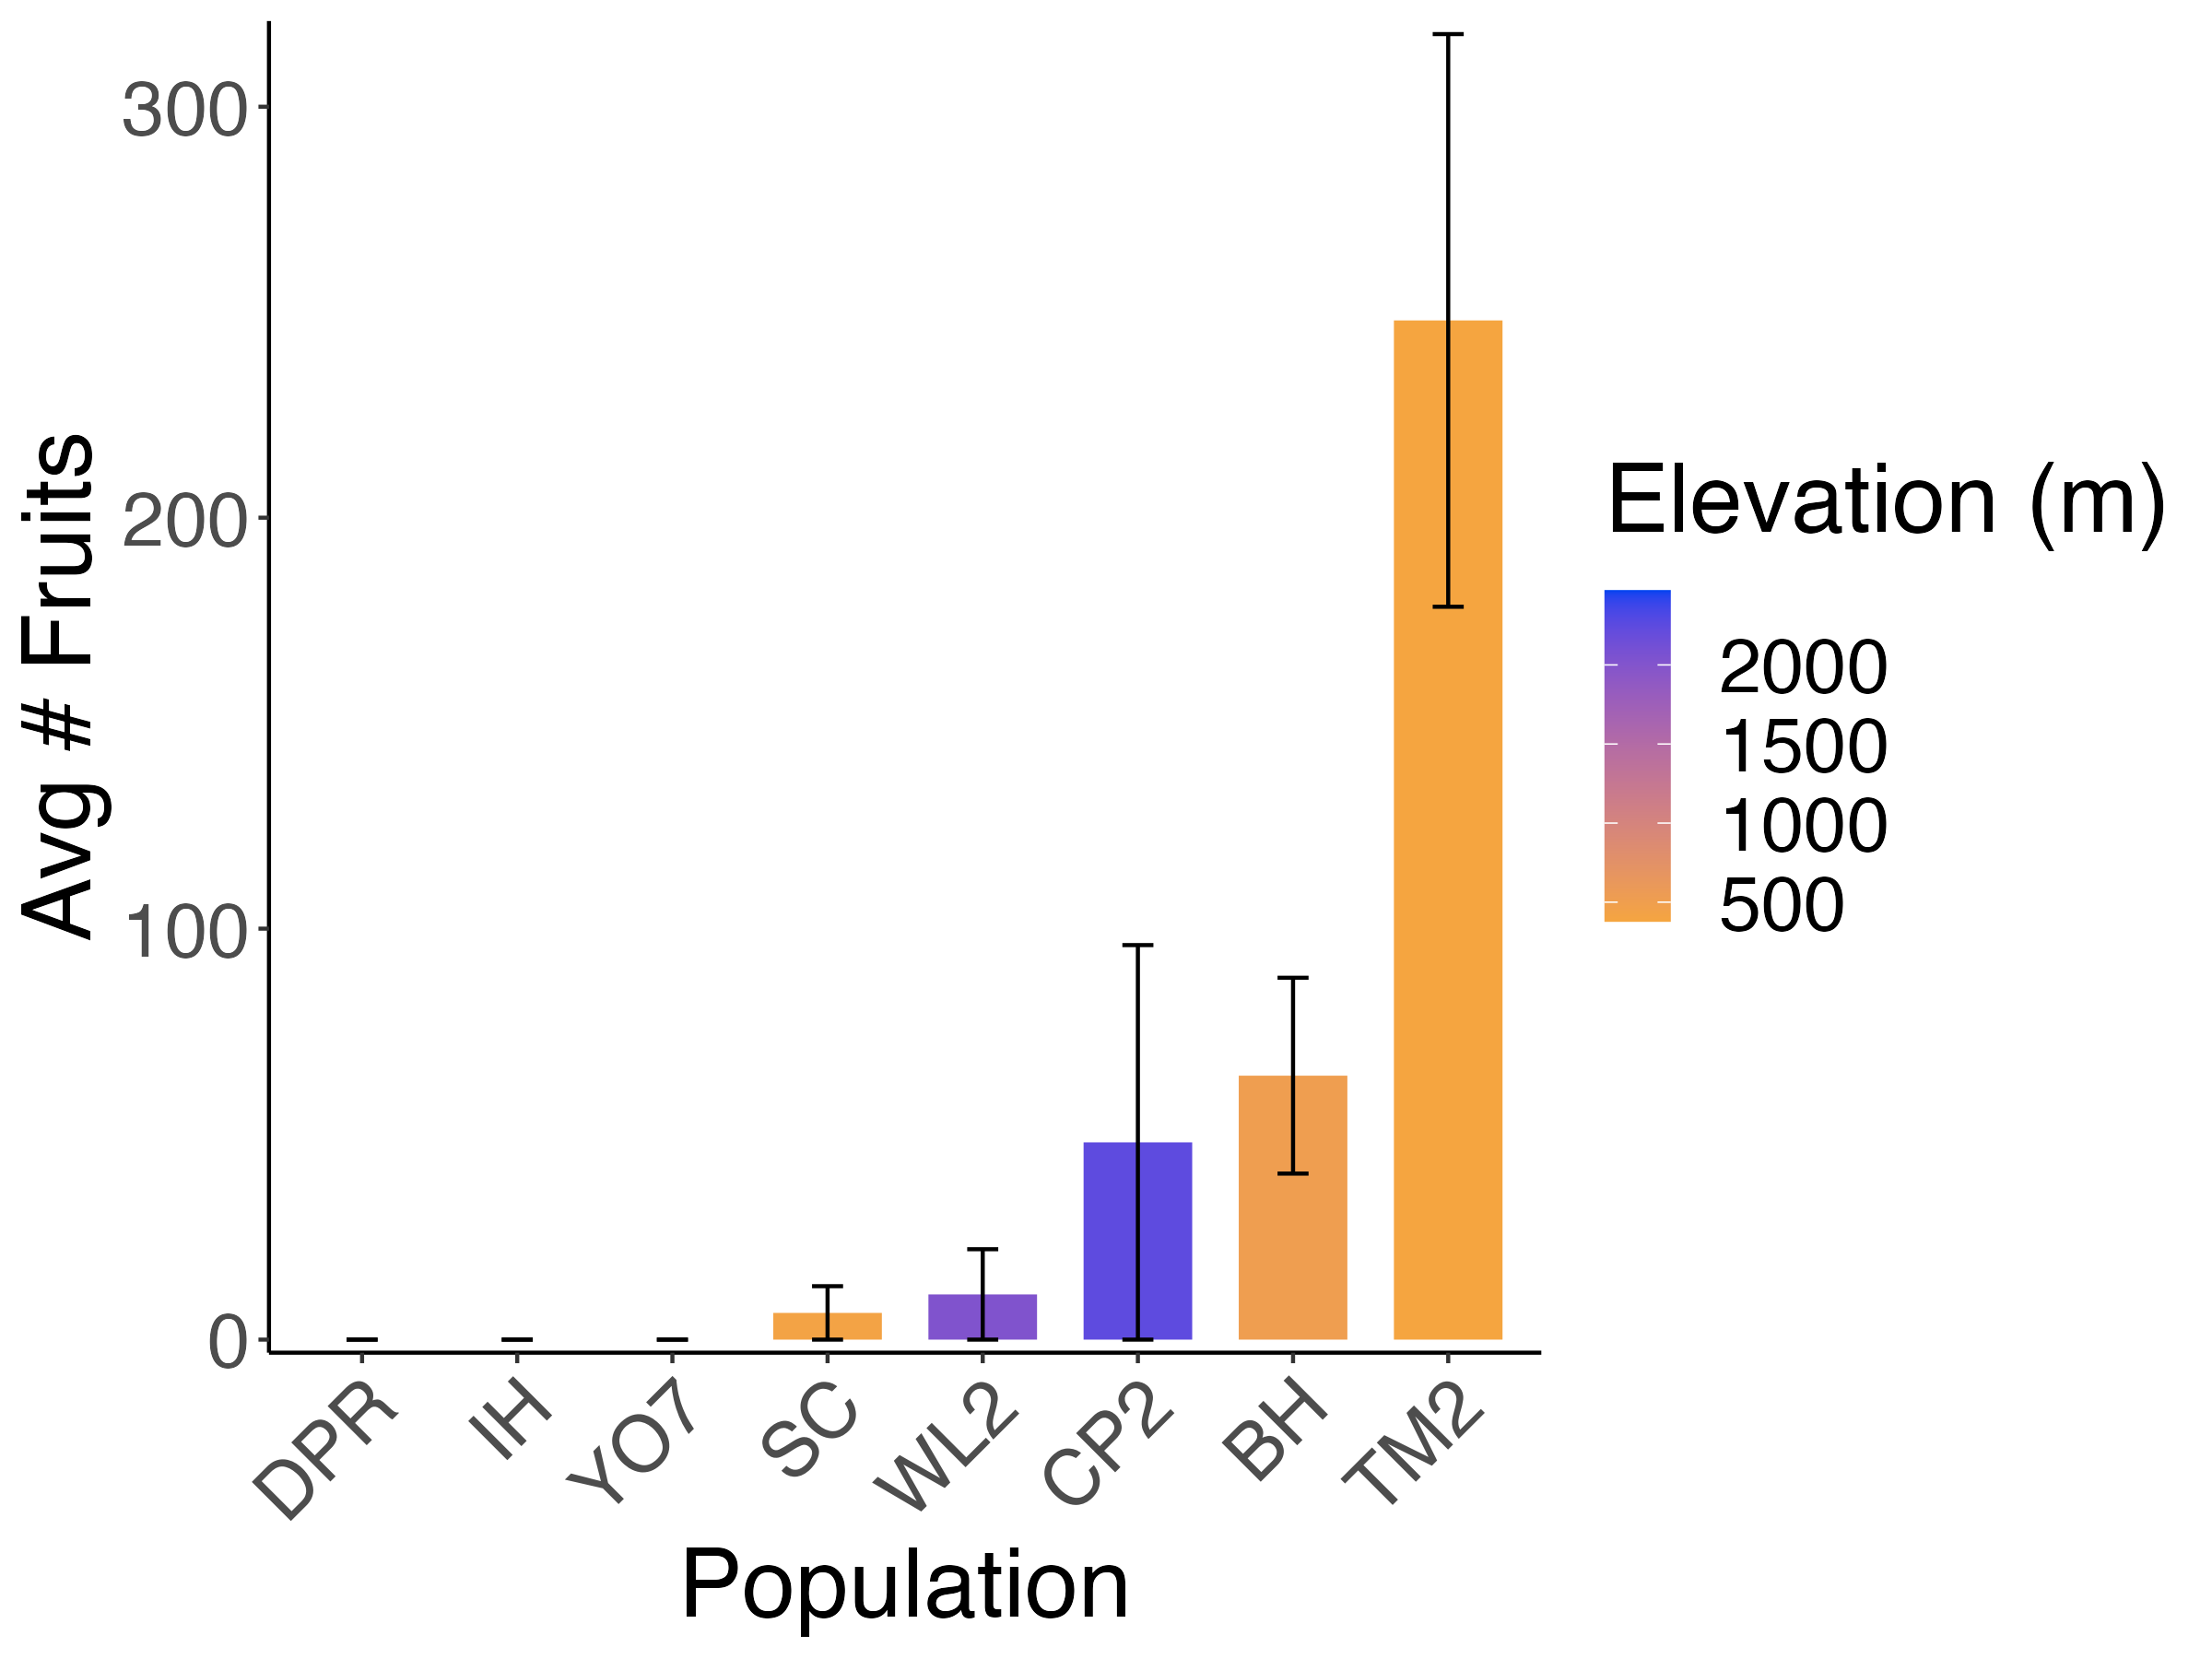 Avg # Fruits
300
200
100
0
DPR
IH
YO7
SC
WL2
CP2
BH
TM2
Population
Elevation (m)
2000
1500
1000
500